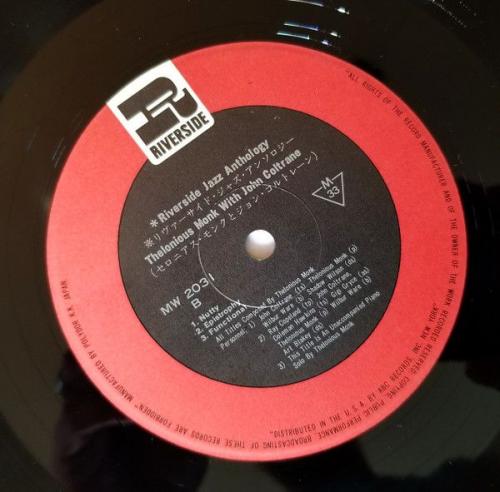 RIVERSIDE
＊Riverside Jazz Anthology
※リヴァーサイド・ジャズ・アンソロジー
Thelonious Monk With John Coltrane
(セロニアス・モンクとジョン・コルトレーン)
M
33
MW 2031
B
1. Nutty
2. Epistrophy
3. Functional
All Titles Composed By Thelonious Monk
Personnel; 1) John Coltrane (ts) Thelonious Monk (p)
Wilbur Ware (b) Shadow Wilson (ds)
2) Ray Copeland (tp) John Coltrane,
Coleman Hawkins (ts) Gigi Gryce (as)
Thelonious Monk (p) Wilbur Ware (b)
Art Blakey (ds)
3) This Title Is An Unaccompanied Piano
Solo By Thelonious Monk
"ALL RIGHTS OF THE RECORD MANUFACTURER AND OF THE OWNER OF THE WORK RECORDED RESERVED; COPYING, PUBLIC PERFORMANCE, BROADCASTING OF THESE RECORDS ARE FORBIDDEN"
"DISTRIBUTED IN THE U.S.A. BY ABC RECORDS, INC. NEW YORK"
MANUFACTURED BY POLYDOR K.K. JAPAN